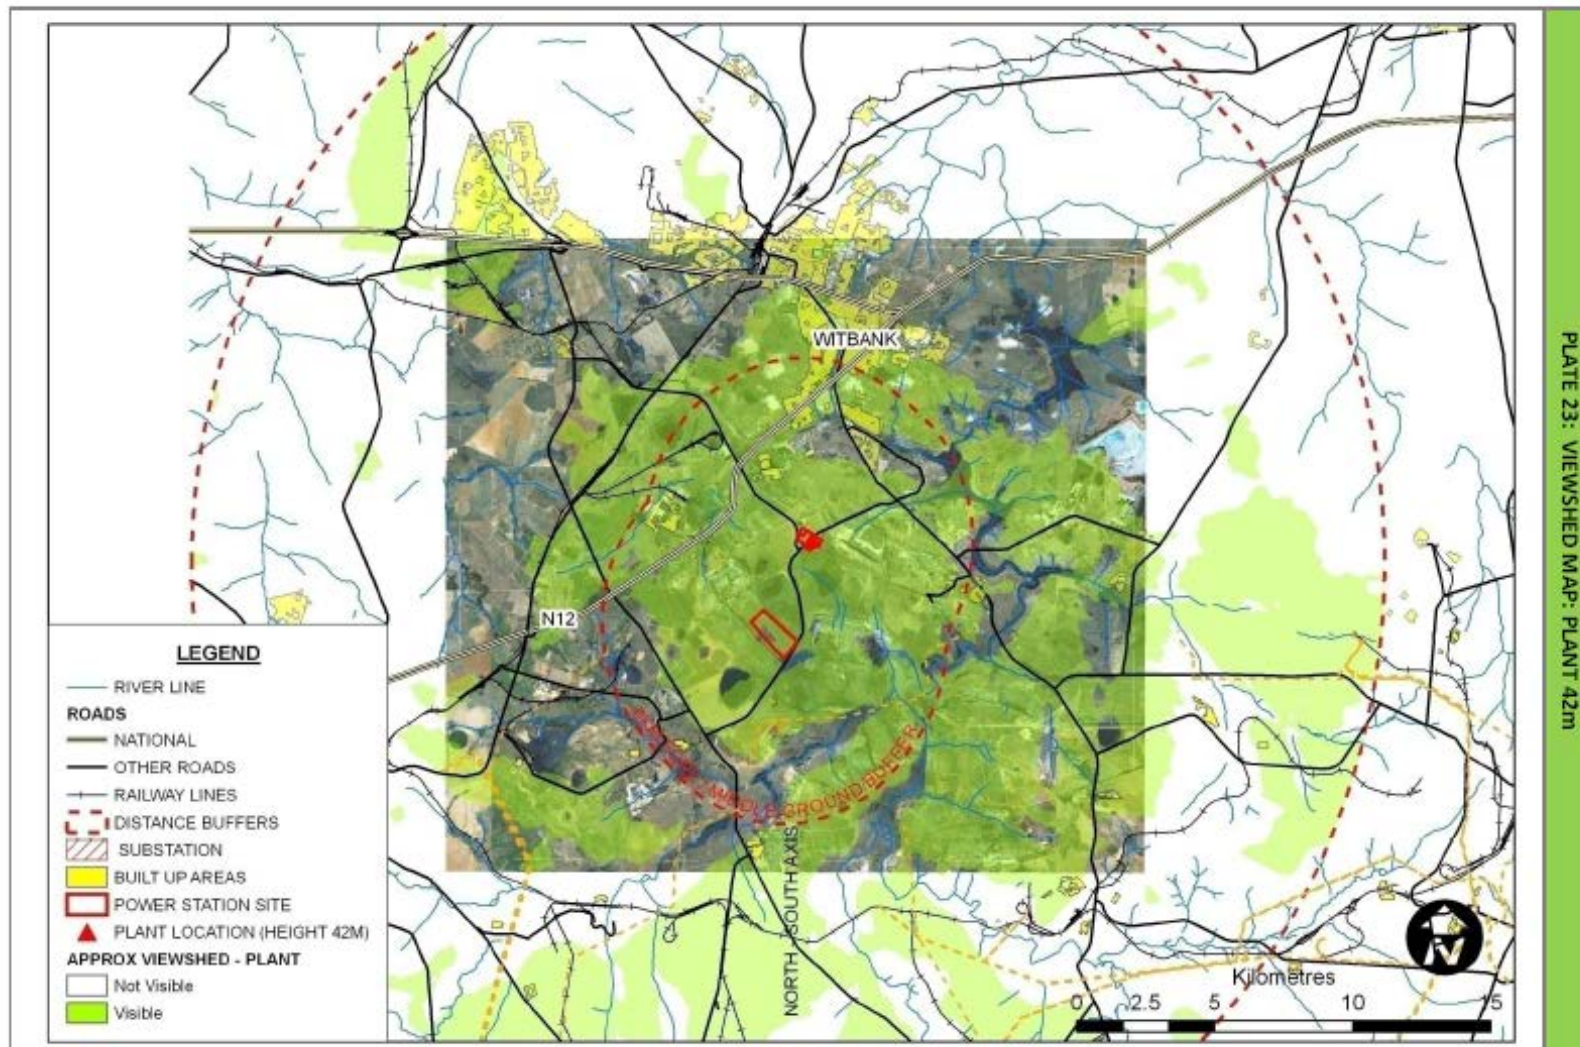 WITBANK
N12
MIDDLE GROUND BUFFER
NORTH SOUTH AXIS
LEGEND
RIVER LINE
ROADS
NATIONAL
OTHER ROADS
RAILWAY LINES
DISTANCE BUFFERS
SUBSTATION
BUILT UP AREAS
POWER STATION SITE
PLANT LOCATION (HEIGHT 42M)
APPROX VIEWSHED - PLANT
Not Visible
Visible
N
Kilometres
0 2.5 5 10 15
PLATE 23: VIEWSHED MAP: PLANT 42m